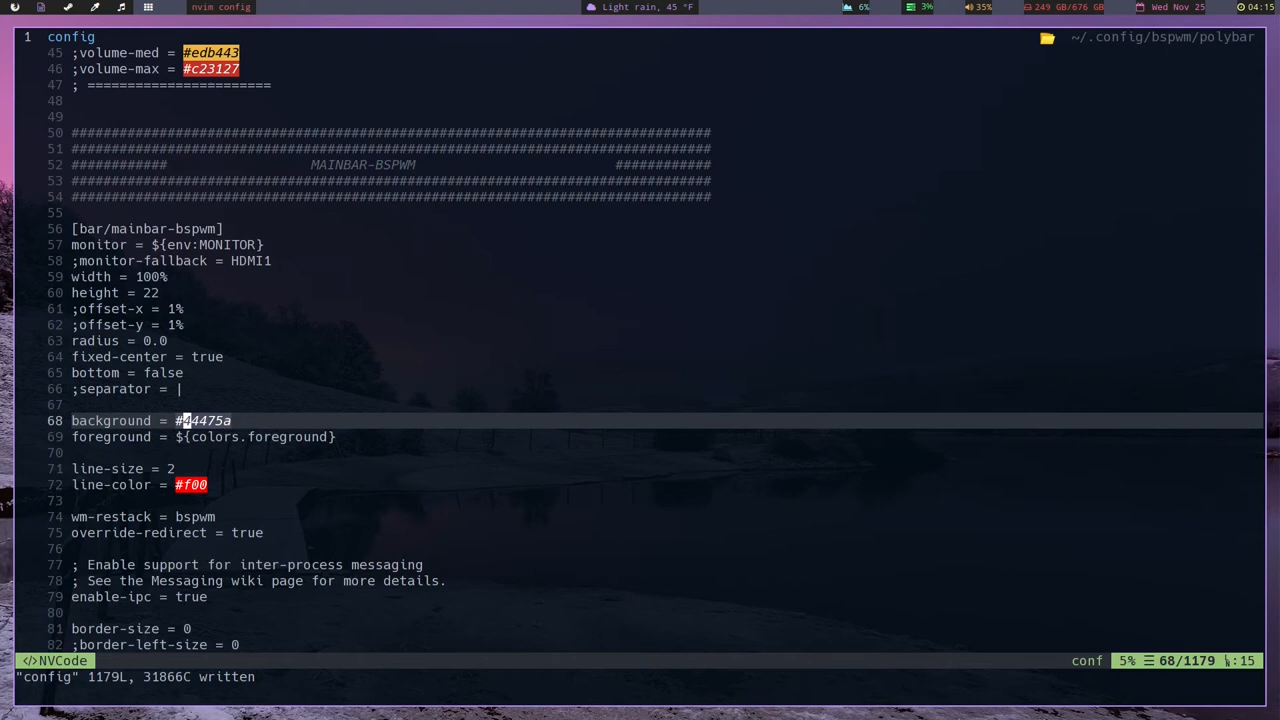 nvim config
Light rain, 45 °F
6%
3%
35%
249 GB/676 GB
Wed Nov 25
04:15
1 config
~/.config/bspwm/polybar
45 ;volume-med = #edb443
46 ;volume-max = #c23127
47 ; =======================
48
49
50 ################################################################################
51 ################################################################################
52 ############ MAINBAR-BSPWM ############
53 ################################################################################
54 ################################################################################
55
56 [bar/mainbar-bspwm]
57 monitor = ${env:MONITOR}
58 ;monitor-fallback = HDMI1
59 width = 100%
60 height = 22
61 ;offset-x = 1%
62 ;offset-y = 1%
63 radius = 0.0
64 fixed-center = true
65 bottom = false
66 ;separator = |
67
68 background = #44475a
69 foreground = ${colors.foreground}
70
71 line-size = 2
72 line-color = #f00
73
74 wm-restack = bspwm
75 override-redirect = true
76
77 ; Enable support for inter-process messaging
78 ; See the Messaging wiki page for more details.
79 enable-ipc = true
80
81 border-size = 0
82 ;border-left-size = 0
</>NVCode
conf 5% ☰ 68/1179 :15
"config" 1179L, 31866C written